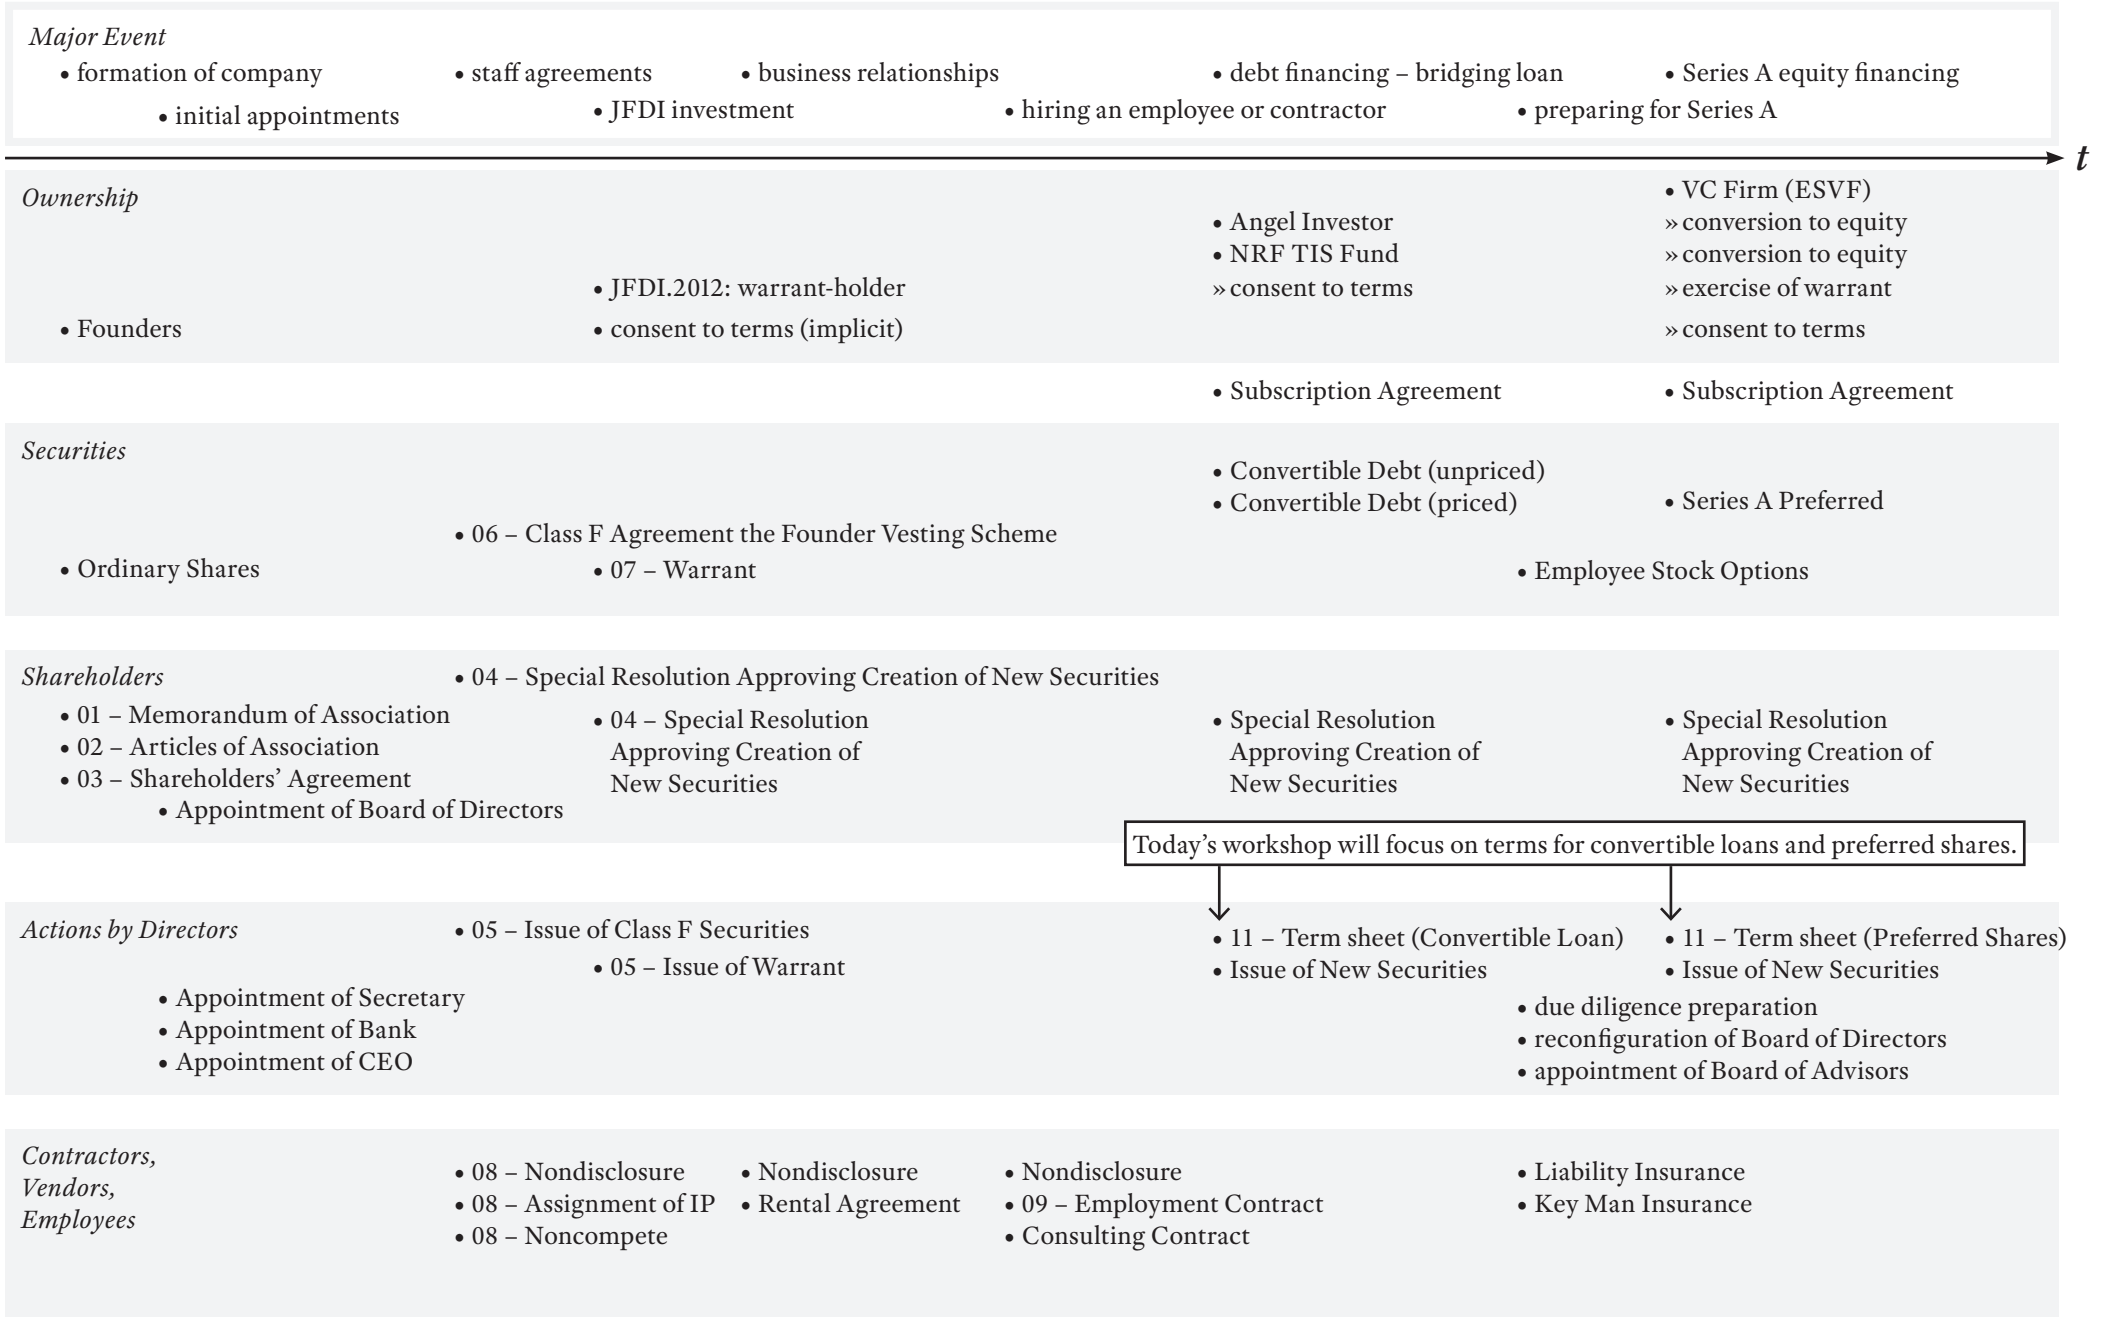 Major Event
• formation of company • staff agreements • business relationships • debt financing – bridging loan • Series A equity financing
• initial appointments • JFDI investment • hiring an employee or contractor • preparing for Series A
t
Ownership
• VC Firm (ESVF)
• Angel Investor » conversion to equity
• NRF TIS Fund » conversion to equity
• JFDI.2012: warrant-holder » consent to terms » exercise of warrant
• Founders • consent to terms (implicit) » consent to terms
• Subscription Agreement • Subscription Agreement
Securities
• Convertible Debt (unpriced)
• Convertible Debt (priced) • Series A Preferred
• 06 – Class F Agreement the Founder Vesting Scheme
• Ordinary Shares • 07 – Warrant • Employee Stock Options
Shareholders • 04 – Special Resolution Approving Creation of New Securities
• 01 – Memorandum of Association
• 02 – Articles of Association
• 03 – Shareholders’ Agreement
• Appointment of Board of Directors
• 04 – Special Resolution
Approving Creation of
New Securities
• Special Resolution
Approving Creation of
New Securities
• Special Resolution
Approving Creation of
New Securities
Today’s workshop will focus on terms for convertible loans and preferred shares.
Actions by Directors • 05 – Issue of Class F Securities
• 05 – Issue of Warrant
• Appointment of Secretary
• Appointment of Bank
• Appointment of CEO
• 11 – Term sheet (Convertible Loan) • 11 – Term sheet (Preferred Shares)
• Issue of New Securities • Issue of New Securities
• due diligence preparation
• reconfiguration of Board of Directors
• appointment of Board of Advisors
Contractors,
Vendors,
Employees
• 08 – Nondisclosure • Nondisclosure • Nondisclosure • Liability Insurance
• 08 – Assignment of IP • Rental Agreement • 09 – Employment Contract • Key Man Insurance
• 08 – Noncompete • Consulting Contract